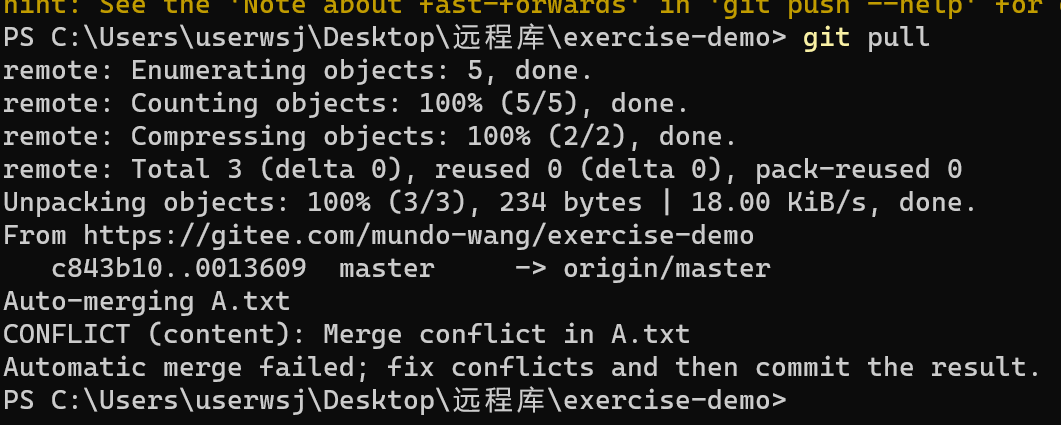 hint: See the 'Note about fast-forwards' in 'git push --help' for
PS C:\Users\userwsj\Desktop\远程库\exercise-demo> git pull
remote: Enumerating objects: 5, done.
remote: Counting objects: 100% (5/5), done.
remote: Compressing objects: 100% (2/2), done.
remote: Total 3 (delta 0), reused 0 (delta 0), pack-reused 0
Unpacking objects: 100% (3/3), 234 bytes | 18.00 KiB/s, done.
From https://gitee.com/mundo-wang/exercise-demo
   c843b10..0013609  master     -> origin/master
Auto-merging A.txt
CONFLICT (content): Merge conflict in A.txt
Automatic merge failed; fix conflicts and then commit the result.
PS C:\Users\userwsj\Desktop\远程库\exercise-demo>